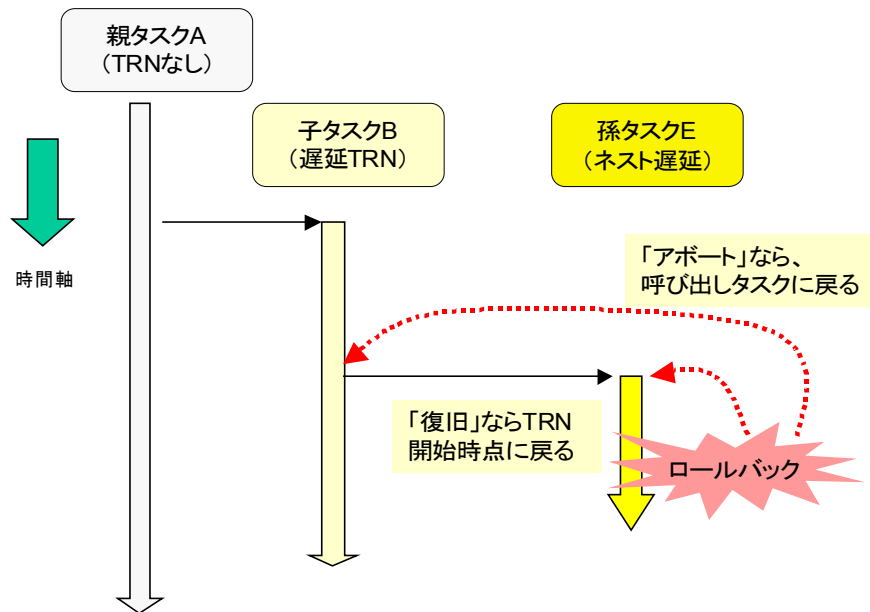 親タスクA
（TRNなし）
子タスクB
（遅延TRN）
孫タスクE
（ネスト遅延）
時間軸
「アボート」なら、
呼び出しタスクに戻る
「復旧」ならTRN
開始時点に戻る
ロールバック